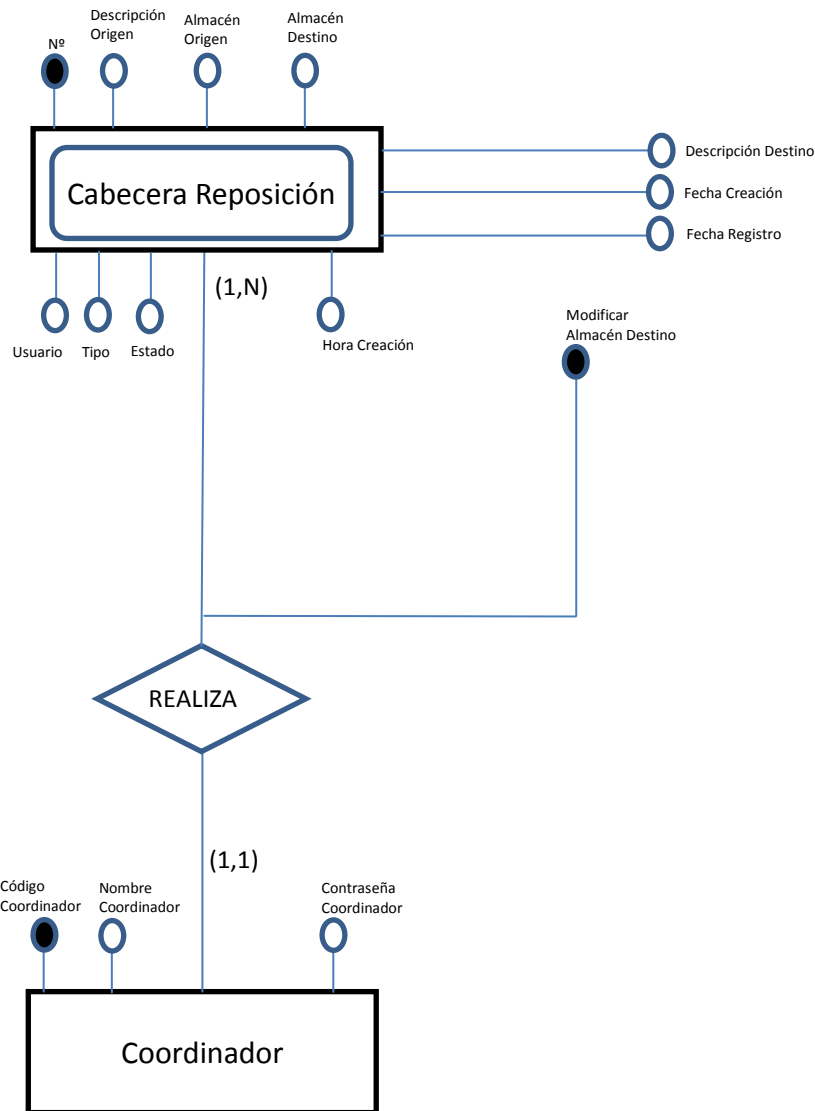 Nº
Descripción
Origen
Almacén
Origen
Almacén
Destino
Cabecera Reposición
Descripción Destino
Fecha Creación
Fecha Registro
(1,N)
Usuario
Tipo
Estado
Hora Creación
Modificar
Almacén Destino
REALIZA
(1,1)
Código
Coordinador
Nombre
Coordinador
Contraseña
Coordinador
Coordinador